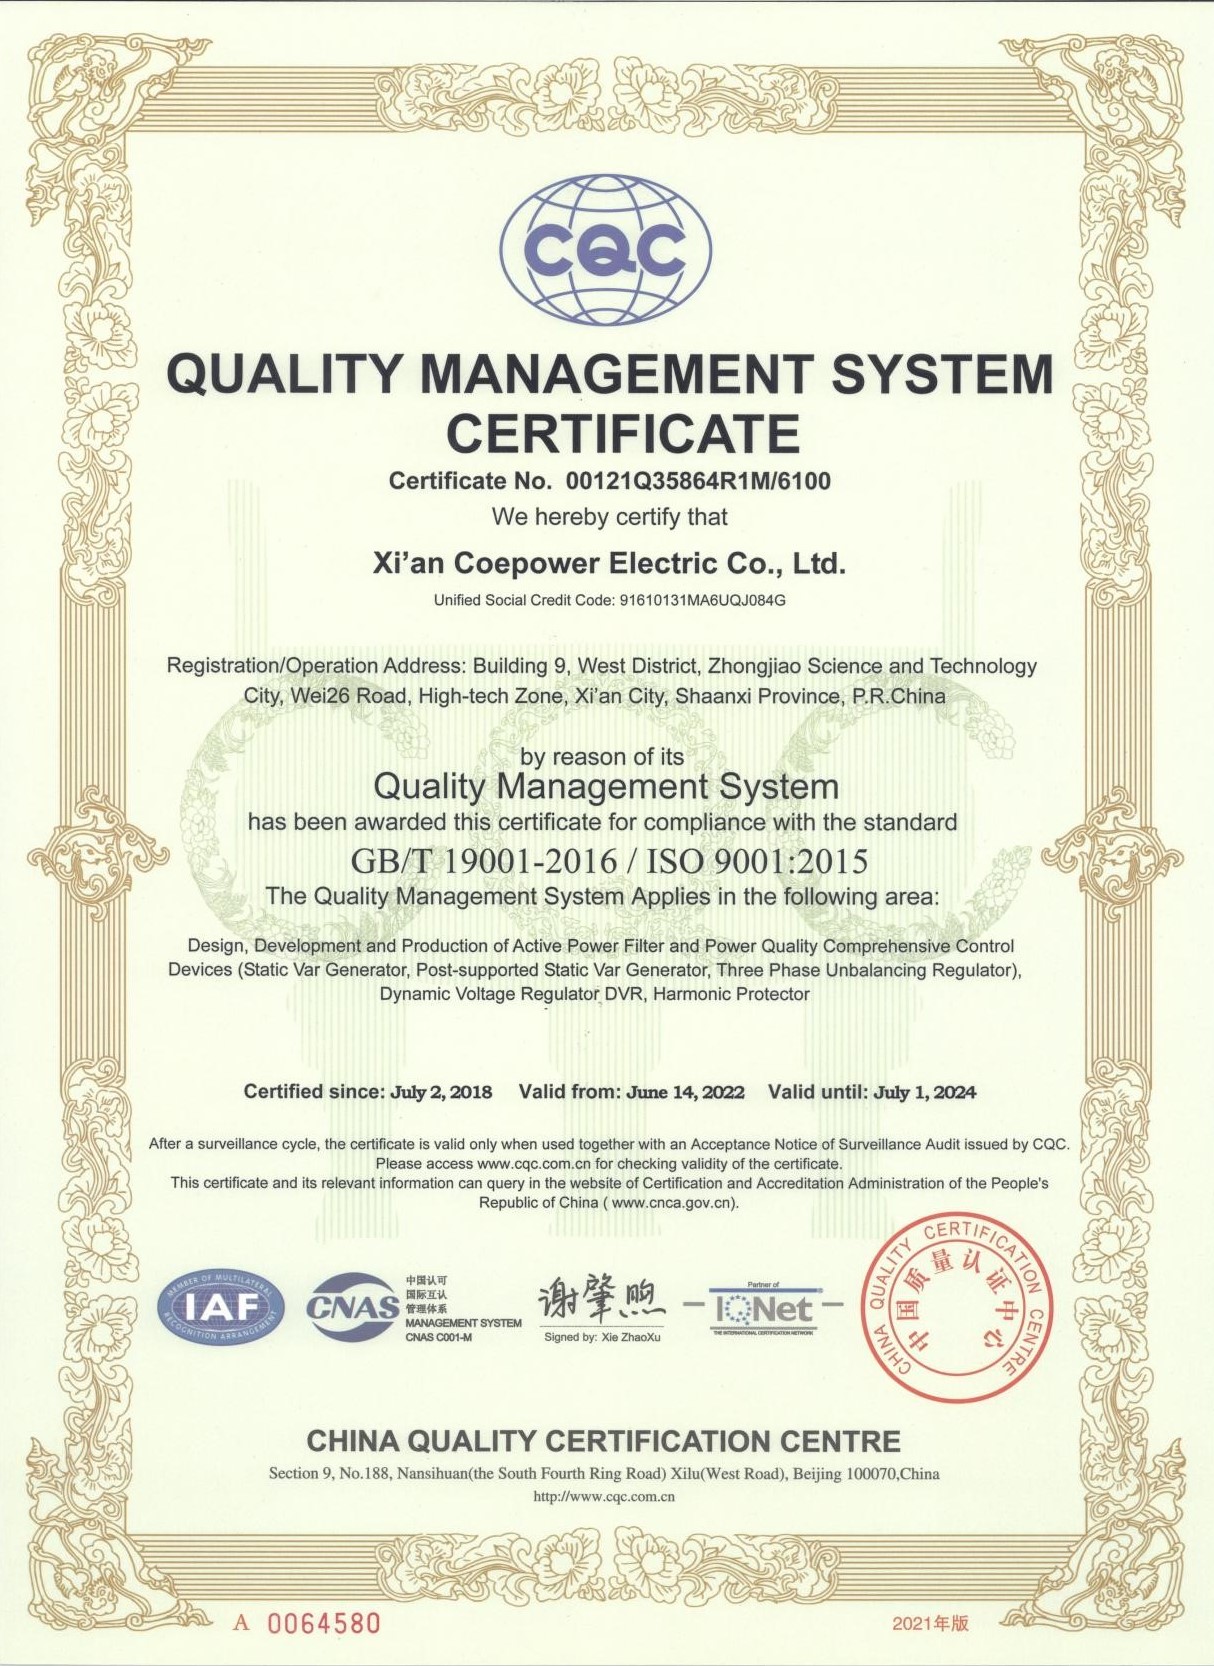 CQC
QUALITY MANAGEMENT SYSTEM
CERTIFICATE
Certificate No. 00121Q35864R1M/6100
We hereby certify that
Xi’an Coepower Electric Co., Ltd.
Unified Social Credit Code: 91610131MA6UQJ084G
Registration/Operation Address: Building 9, West District, Zhongjiao Science and Technology
City, Wei26 Road, High-tech Zone, Xi’an City, Shaanxi Province, P.R.China
by reason of its
Quality Management System
has been awarded this certificate for compliance with the standard
GB/T 19001-2016 / ISO 9001:2015
The Quality Management System Applies in the following area:
Design, Development and Production of Active Power Filter and Power Quality Comprehensive Control
Devices (Static Var Generator, Post-supported Static Var Generator, Three Phase Unbalancing Regulator),
Dynamic Voltage Regulator DVR, Harmonic Protector
Certified since: July 2, 2018 Valid from: June 14, 2022 Valid until: July 1, 2024
After a surveillance cycle, the certificate is valid only when used together with an Acceptance Notice of Surveillance Audit issued by CQC.
Please access www.cqc.com.cn for checking validity of the certificate.
This certificate and its relevant information can query in the website of Certification and Accreditation Administration of the People's
Republic of China ( www.cnca.gov.cn).
MEMBER OF MULTILATERAL
IAF
RECOGNITION ARRANGEMENT
CNAS
中国认可
国际互认
管理体系
MANAGEMENT SYSTEM
CNAS C001-M
谢肇煦
Signed by: Xie ZhaoXu
Partner of
IQNet
THE INTERNATIONAL CERTIFICATION NETWORK
CHINA QUALITY CERTIFICATION CENTRE
中国质量认证中心
CHINA QUALITY CERTIFICATION CENTRE
Section 9, No.188, Nansihuan(the South Fourth Ring Road) Xilu(West Road), Beijing 100070,China
http://www.cqc.com.cn
A 0064580
2021年版